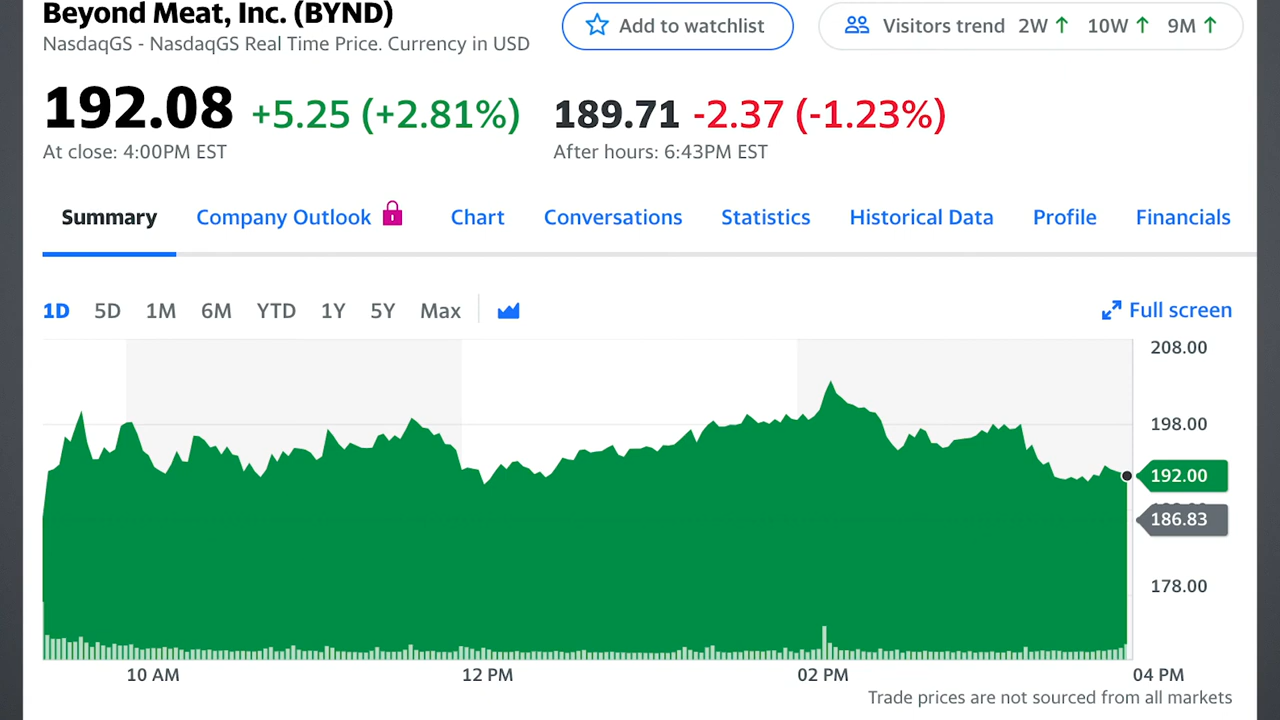 Beyond Meat, Inc. (BYND)
NasdaqGS - NasdaqGS Real Time Price. Currency in USD
Add to watchlist
Visitors trend 2W 10W 9M
192.08 +5.25 (+2.81%)
At close: 4:00PM EST
189.71 -2.37 (-1.23%)
After hours: 6:43PM EST
Summary Company Outlook Chart Conversations Statistics Historical Data Profile Financials
1D 5D 1M 6M YTD 1Y 5Y Max
Full screen
208.00
198.00
192.00
186.83
178.00
10 AM 12 PM 02 PM 04 PM
Trade prices are not sourced from all markets